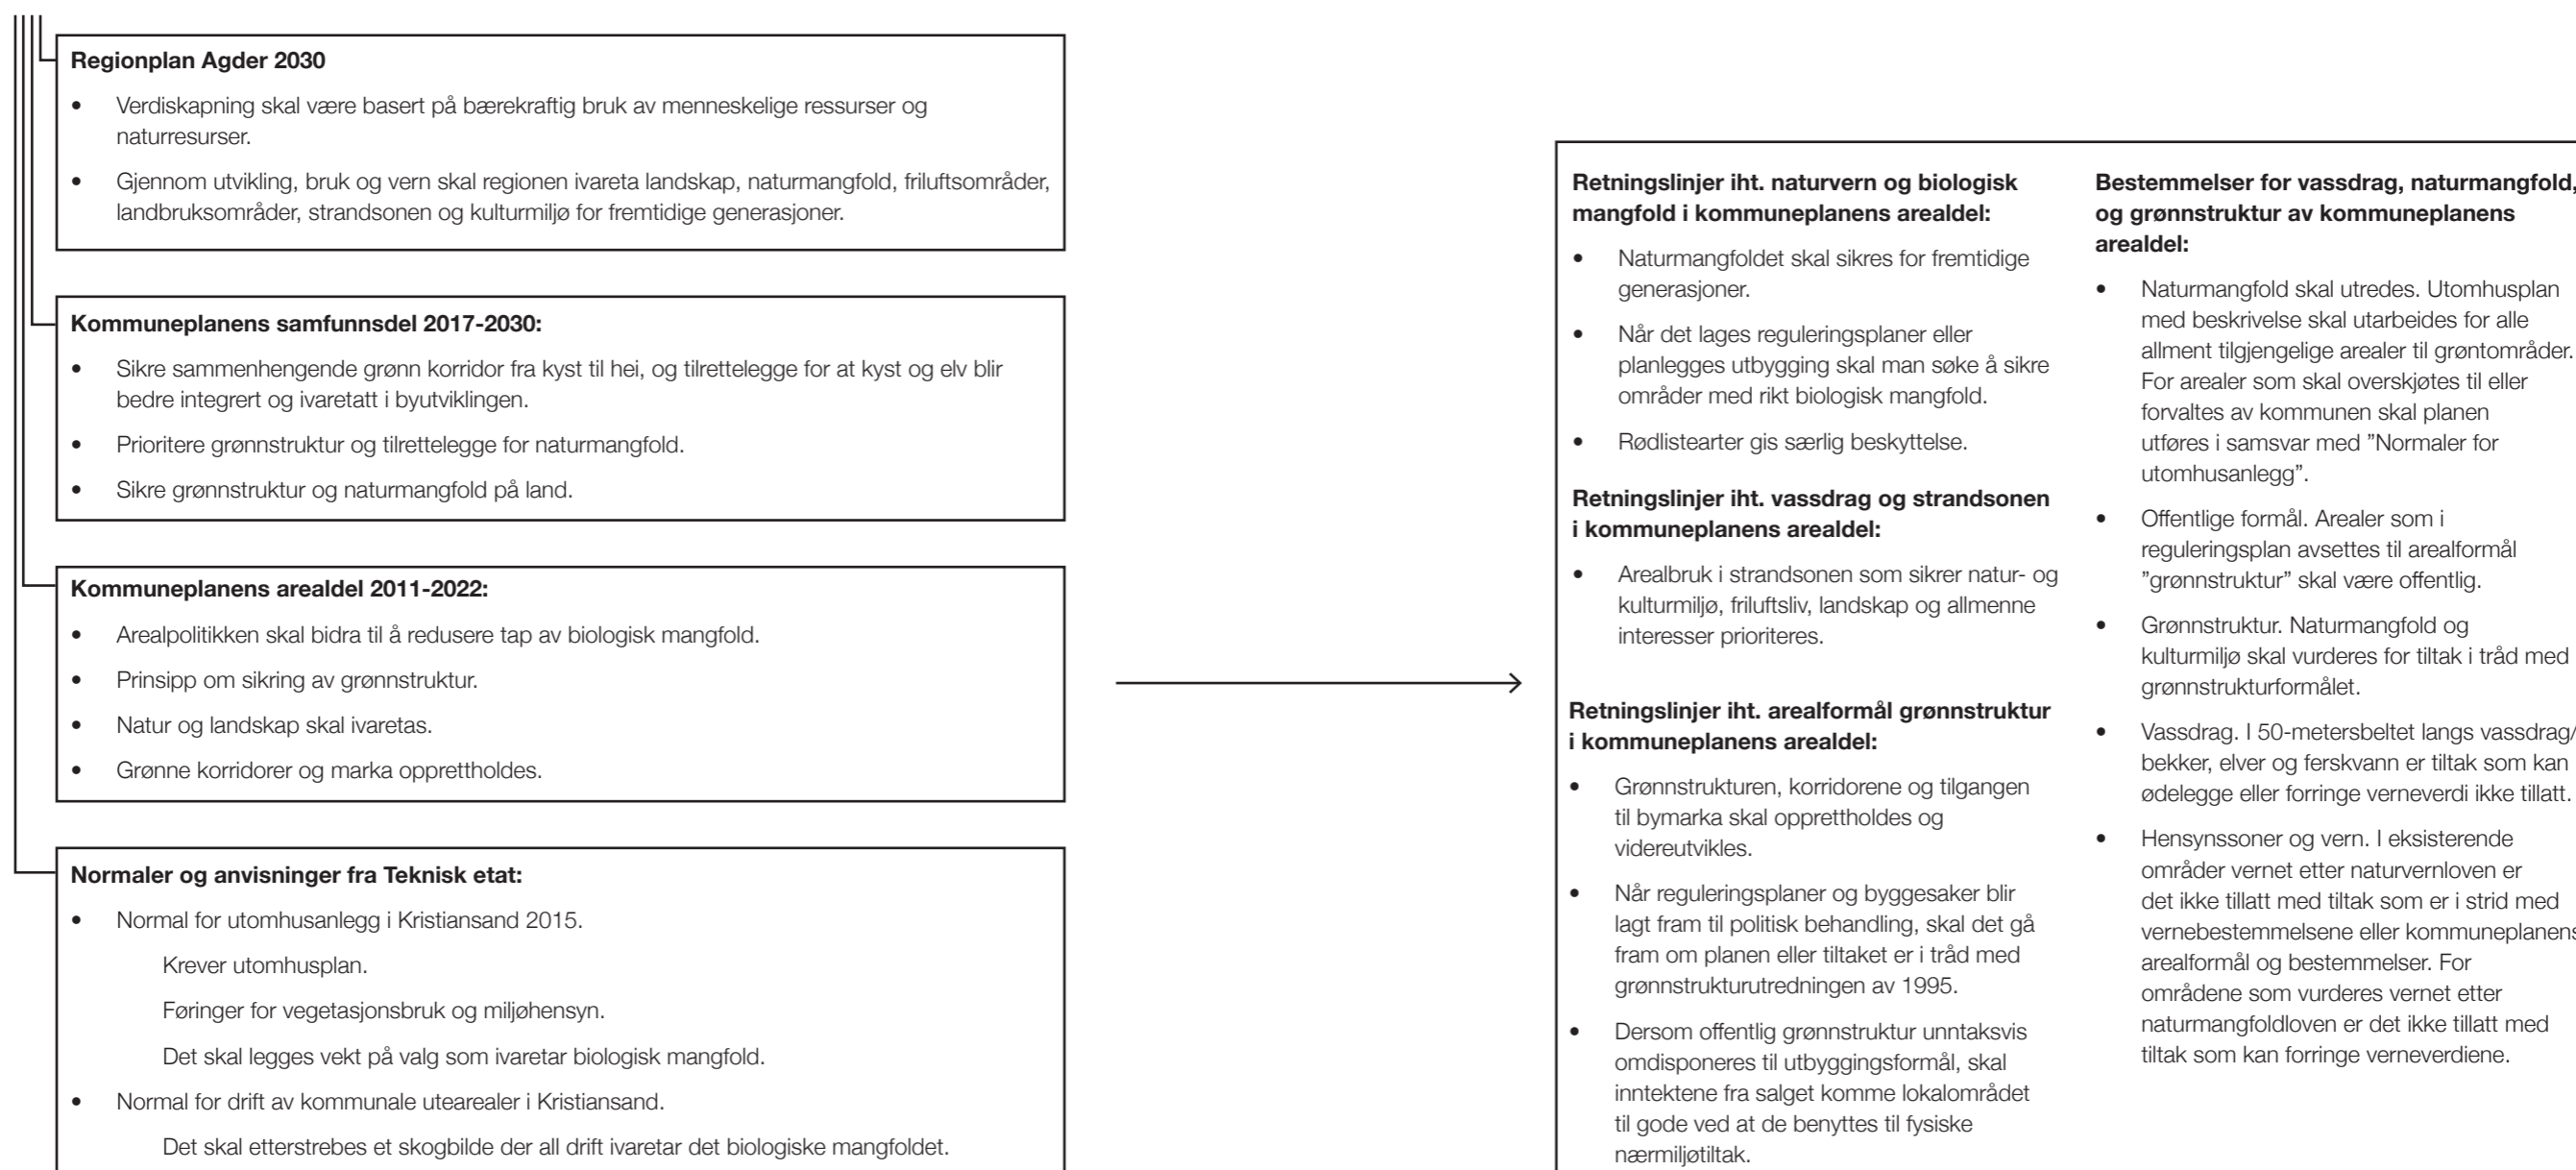 Regionplan Agder 2030
• Verdiskapning skal være basert på bærekraftig bruk av menneskelige ressurser og
naturresurser.
• Gjennom utvikling, bruk og vern skal regionen ivareta landskap, naturmangfold, friluftsområder,
landbruksområder, strandsonen og kulturmiljø for fremtidige generasjoner.
Kommuneplanens samfunnsdel 2017-2030:
• Sikre sammenhengende grønn korridor fra kyst til hei, og tilrettelegge for at kyst og elv blir
bedre integrert og ivaretatt i byutviklingen.
• Prioritere grønnstruktur og tilrettelegge for naturmangfold.
• Sikre grønnstruktur og naturmangfold på land.
Kommuneplanens arealdel 2011-2022:
• Arealpolitikken skal bidra til å redusere tap av biologisk mangfold.
• Prinsipp om sikring av grønnstruktur.
• Natur og landskap skal ivaretas.
• Grønne korridorer og marka opprettholdes.
Normaler og anvisninger fra Teknisk etat:
• Normal for utomhusanlegg i Kristiansand 2015.
Krever utomhusplan.
Føringer for vegetasjonsbruk og miljøhensyn.
Det skal legges vekt på valg som ivaretar biologisk mangfold.
• Normal for drift av kommunale utearealer i Kristiansand.
Det skal etterstrebes et skogbilde der all drift ivaretar det biologiske mangfoldet.
Retningslinjer iht. naturvern og biologisk
mangfold i kommuneplanens arealdel:
• Naturmangfoldet skal sikres for fremtidige
generasjoner.
• Når det lages reguleringsplaner eller
planlegges utbygging skal man søke å sikre
områder med rikt biologisk mangfold.
• Rødlistearter gis særlig beskyttelse.
Retningslinjer iht. vassdrag og strandsonen
i kommuneplanens arealdel:
• Arealbruk i strandsonen som sikrer natur- og
kulturmiljø, friluftsliv, landskap og allmenne
interesser prioriteres.
Retningslinjer iht. arealformål grønnstruktur
i kommuneplanens arealdel:
• Grønnstrukturen, korridorene og tilgangen
til bymarka skal opprettholdes og
videreutvikles.
• Når reguleringsplaner og byggesaker blir
lagt fram til politisk behandling, skal det gå
fram om planen eller tiltaket er i tråd med
grønnstrukturutredningen av 1995.
• Dersom offentlig grønnstruktur unntaksvis
omdisponeres til utbyggingsformål, skal
inntektene fra salget komme lokalområdet
til gode ved at de benyttes til fysiske
nærmiljøtiltak.
Bestemmelser for vassdrag, naturmangfold,
og grønnstruktur av kommuneplanens
arealdel:
• Naturmangfold skal utredes. Utomhusplan
med beskrivelse skal utarbeides for alle
allment tilgjengelige arealer til grøntområder.
For arealer som skal overskjøtes til eller
forvaltes av kommunen skal planen
utføres i samsvar med ”Normaler for
utomhusanlegg”.
• Offentlige formål. Arealer som i
reguleringsplan avsettes til arealformål
”grønnstruktur” skal være offentlig.
• Grønnstruktur. Naturmangfold og
kulturmiljø skal vurderes for tiltak i tråd med
grønnstrukturformålet.
• Vassdrag. I 50-metersbeltet langs vassdrag/
bekker, elver og ferskvann er tiltak som kan
ødelegge eller forringe verneverdi ikke tillatt.
• Hensynssoner og vern. I eksisterende
områder vernet etter naturvernloven er
det ikke tillatt med tiltak som er i strid med
vernebestemmelsene eller kommuneplanens
arealformål og bestemmelser. For
områdene som vurderes vernet etter
naturmangfoldloven er det ikke tillatt med
tiltak som kan forringe verneverdiene.